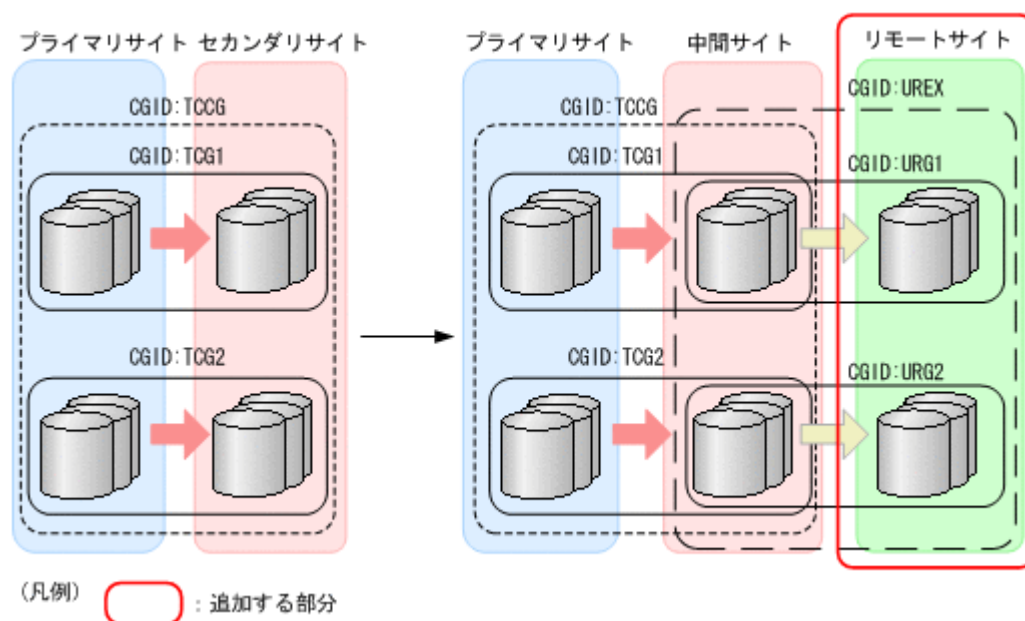 プライマリサイト セカンダリサイト
CGID:TCCG
CGID:TCG1
CGID:TCG2
プライマリサイト 中間サイト リモートサイト
CGID:UREX
CGID:TCCG
CGID:TCG1
CGID:URG1
CGID:TCG2
CGID:URG2
(凡例) : 追加する部分